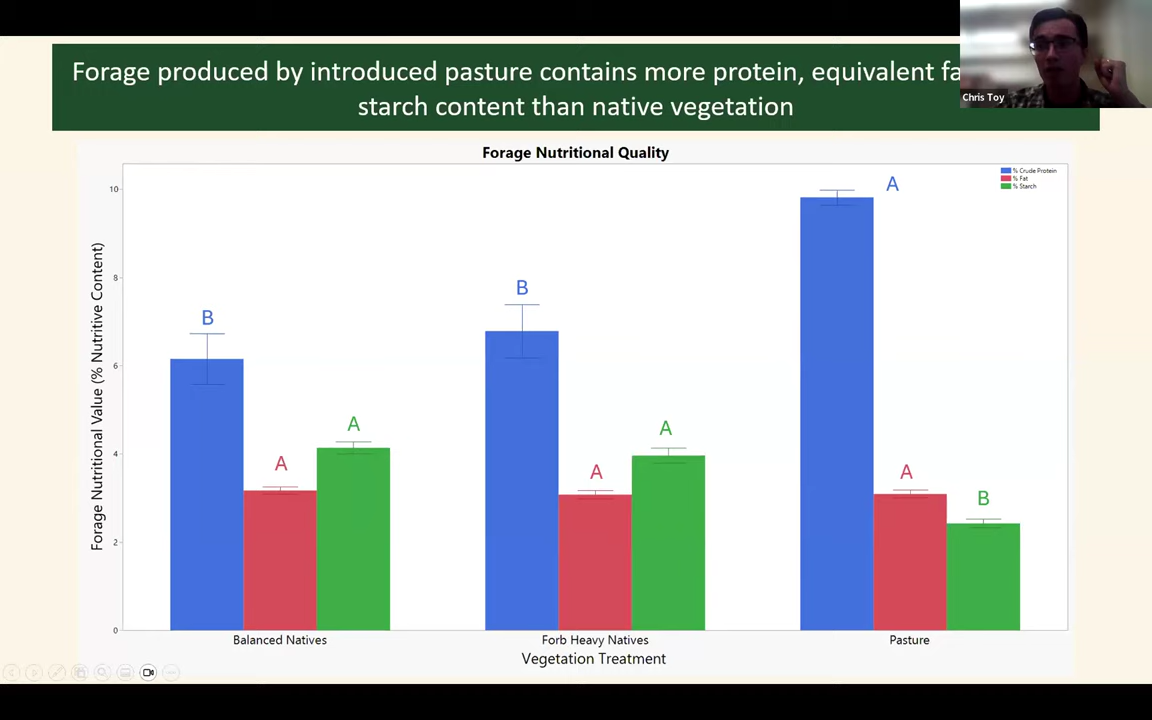 Forage produced by introduced pasture contains more protein, equivalent
starch content than native vegetation
Chris Toy
Forage Nutritional Quality
% Crude Protein
% Fat
% Starch
Forage Nutritional Value (% Nutritive Content)
10
8
6
4
2
0
B
A
A
B
A
A
A
A
B
Balanced Natives
Forb Heavy Natives
Pasture
Vegetation Treatment